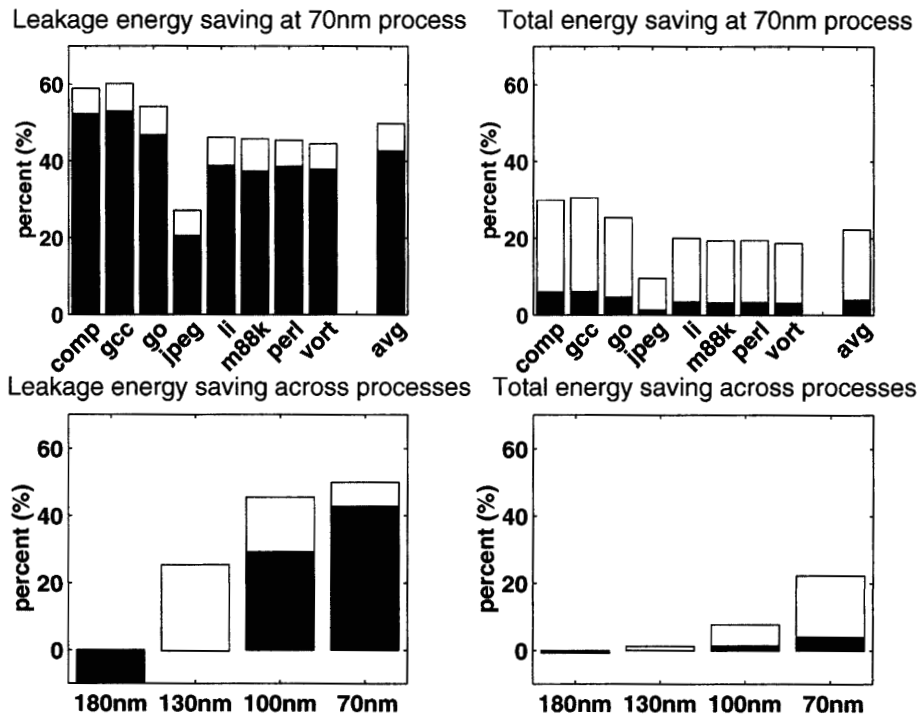 Leakage energy saving at 70nm process
percent (%)
60
40
20
0
comp
gcc
go
jpeg
li
m88k
perl
vort
avg
Total energy saving at 70nm process
percent (%)
60
40
20
0
comp
gcc
go
jpeg
li
m88k
perl
vort
avg
Leakage energy saving across processes
percent (%)
60
40
20
0
180nm
130nm
100nm
70nm
Total energy saving across processes
percent (%)
60
40
20
0
180nm
130nm
100nm
70nm